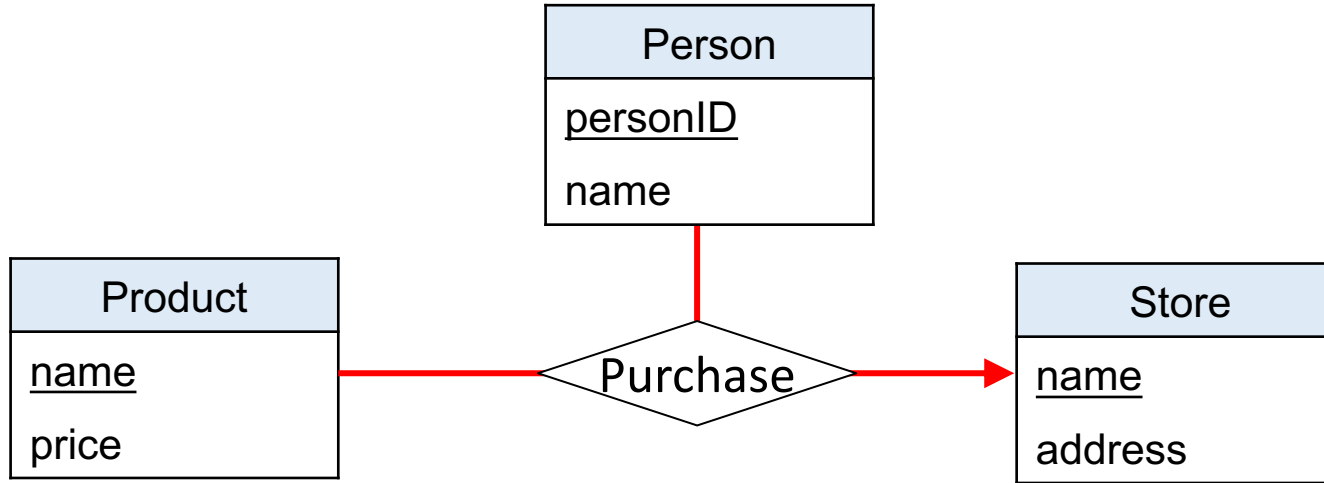 Person
personID
name
Product
name
price
Purchase
Store
name
address